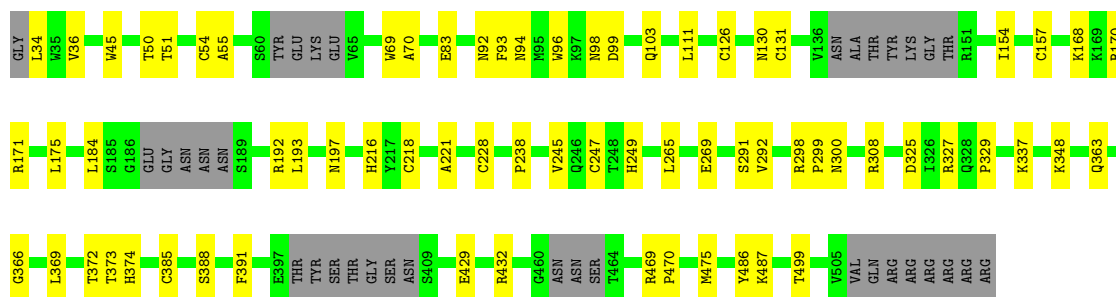 GLY L34 W35 V36 W45 T50 T51 C54 A55 S60 TYR GLU LYS GLU V65 W69 A70 E83 N92 F93 N94 M95 W96 K97 N98 D99 Q103 L111 C126 N130 C131 V136 ASN ALA THR TYR LYS GLY THR R151 I154 C157 K168 K169 R170
R171 L175 L184 S185 G186 GLU GLY ASN ASN ASN S189 R192 L193 N197 H216 Y217 C218 A221 C228 P238 V245 Q246 C247 T248 H249 L265 E269 S291 V292 R298 P299 N300 R308 D325 I326 R327 Q328 P329 K337 K348 Q363
G366 L369 T372 T373 H374 C385 S388 F391 E397 THR TYR SER THR GLY SER ASN S409 E429 R432 G460 ASN ASN SER T464 R469 P470 M475 Y486 K487 T499 V505 VAL GLN ARG ARG ARG ARG ARG ARG